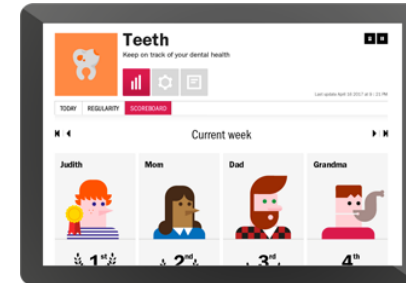 Teeth
Keep on track of your dental health
Last update April 18 2017 at 8 : 23 PM
TODAY REGULARITY SCOREBOARD
Current week
Judith Mom Dad Grandma
1st 2nd 3rd 4th